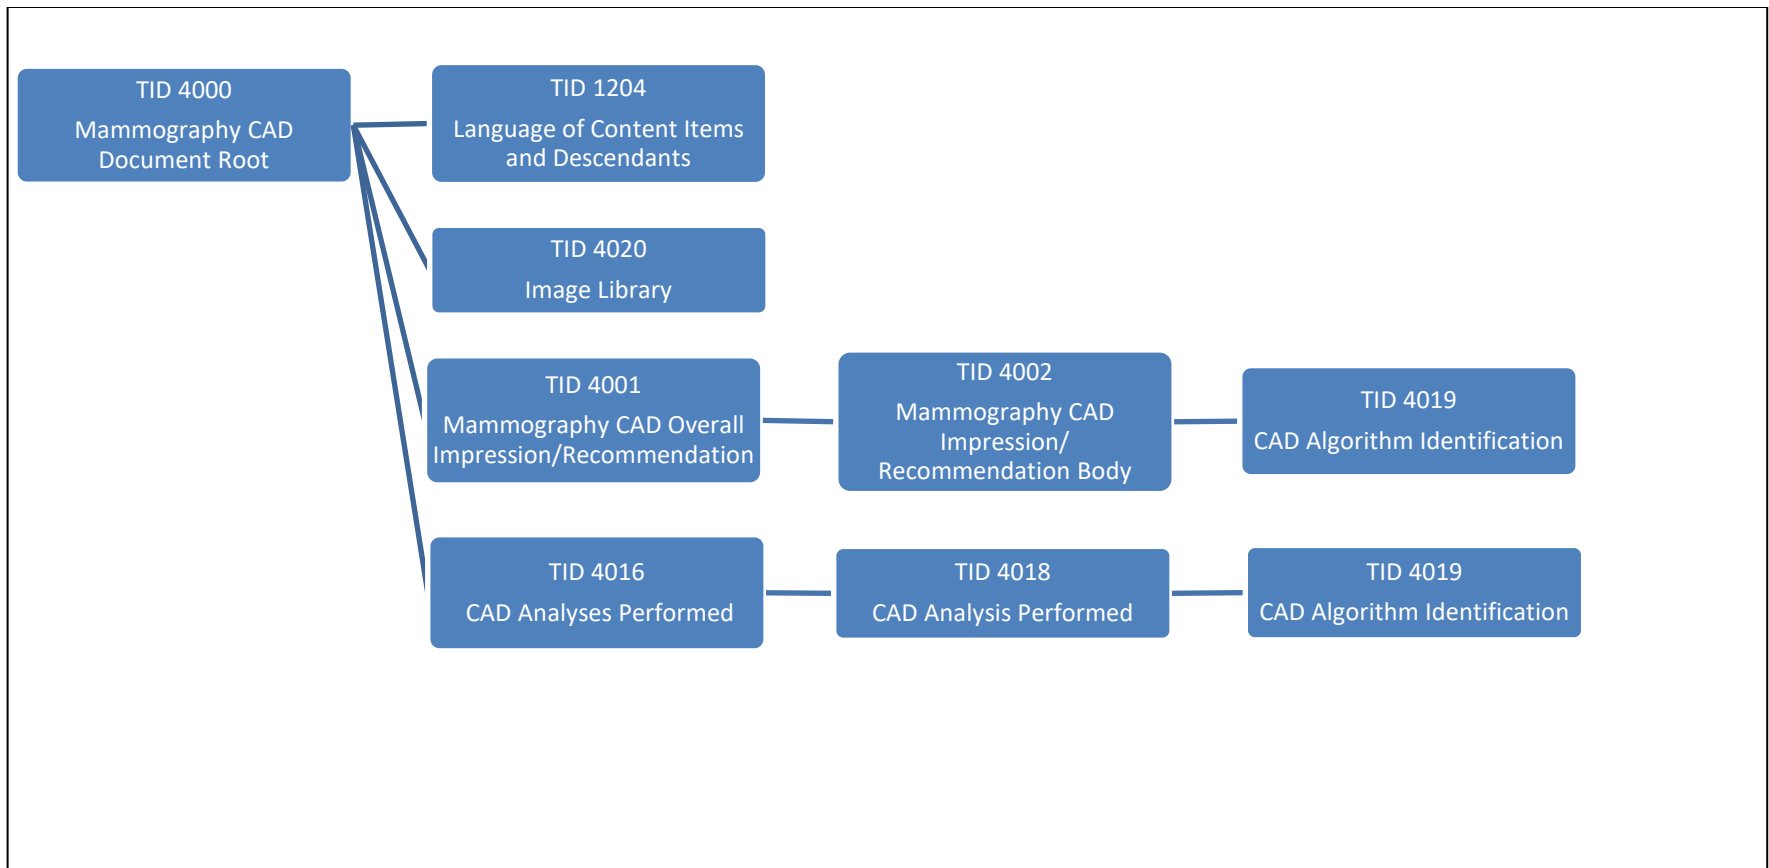 TID 4000
Mammography CAD
Document Root
TID 1204
Language of Content Items
and Descendants
TID 4020
Image Library
TID 4001
Mammography CAD Overall
Impression/Recommendation
TID 4002
Mammography CAD
Impression/
Recommendation Body
TID 4019
CAD Algorithm Identification
TID 4016
CAD Analyses Performed
TID 4018
CAD Analysis Performed
TID 4019
CAD Algorithm Identification